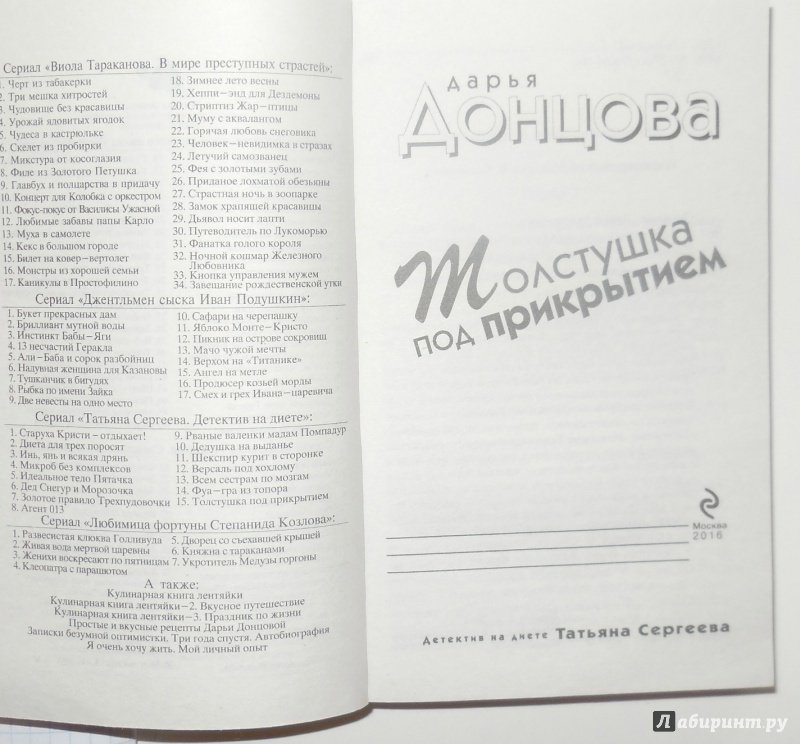 Сериал «Виола Тараканова. В мире преступных страстей»:
1. Черт из табакерки
2. Три мешка хитростей
3. Чудовище без красавицы
4. Урожай ядовитых ягодок
5. Чудеса в кастрюльке
6. Скелет из пробирки
7. Микстура от косоглазия
8. Филе из Золотого Петушка
9. Главбух и полцарства в придачу
10. Концерт для Колобка с оркестром
11. Фокус-покус от Василисы Ужасной
12. Любимые забавы папы Карло
13. Муха в самолете
14. Кекс в большом городе
15. Билет на ковер-вертолет
16. Монстры из хорошей семьи
17. Каникулы в Простофилино
18. Зимнее лето весны
19. Хеппи-энд для Дездемоны
20. Стриптиз Жар-птицы
21. Муму с аквалангом
22. Горячая любовь снеговика
23. Человек-невидимка в стразах
24. Летучий самозванец
25. Фея с золотыми зубами
26. Приданое лохматой обезьяны
27. Страстная ночь в зоопарке
28. Замок храпящей красавицы
29. Дьявол носит лапти
30. Путеводитель по Лукоморью
31. Фанатка голого короля
32. Ночной кошмар Железного
Любовника
33. Кнопка управления мужем
34. Завещание рождественской утки
Сериал «Джентльмен сыска Иван Подушкин»:
1. Букет прекрасных дам
2. Бриллиант мутной воды
3. Инстинкт Бабы-Яги
4. 13 несчастий Геракла
5. Али-Баба и сорок разбойниц
6. Надувная женщина для Казановы
7. Тушканчик в бигудях
8. Рыбка по имени Зайка
9. Две невесты на одно место
10. Сафари на черепашку
11. Яблоко Монте-Кристо
12. Пикник на острове сокровищ
13. Мачо чужой мечты
14. Верхом на «Титанике»
15. Ангел на метле
16. Продюсер козьей морды
17. Смех и грех Ивана-царевича
Сериал «Татьяна Сергеева. Детектив на диете»:
1. Старуха Кристи – отдыхает!
2. Диета для трех поросят
3. Инь, янь и всякая дрянь
4. Микроб без комплексов
5. Идеальное тело Пятачка
6. Дед Снегур и Морозочка
7. Золотое правило Трехпудовочки
8. Агент 013
9. Рваные валенки мадам Помпадур
10. Дедушка на выданье
11. Шекспир курит в сторонке
12. Версаль под хохлому
13. Всем сестрам по мозгам
14. Фуа-гра из топора
15. Толстушка под прикрытием
Сериал «Любимица фортуны Степанида Козлова»:
1. Развесистая клюква Голливуда
2. Живая вода мертвой царевны
3. Женихи воскресают по пятницам
4. Клеопатра с парашютом
5. Дворец со съехавшей крышей
6. Княжна с тараканами
7. Укротитель Медузы горгоны
А также:
Кулинарная книга лентяйки
Кулинарная книга лентяйки-2. Вкусное путешествие
Кулинарная книга лентяйки-3. Праздник по жизни
Простые и вкусные рецепты Дарьи Донцовой
Записки безумной оптимистки. Три года спустя. Автобиография
Я очень хочу жить. Мой личный опыт
дарья
Донцова
Толстушка
под прикрытием
Москва
2016
Детектив на диете Татьяна Сергеева
Лабиринт.ру